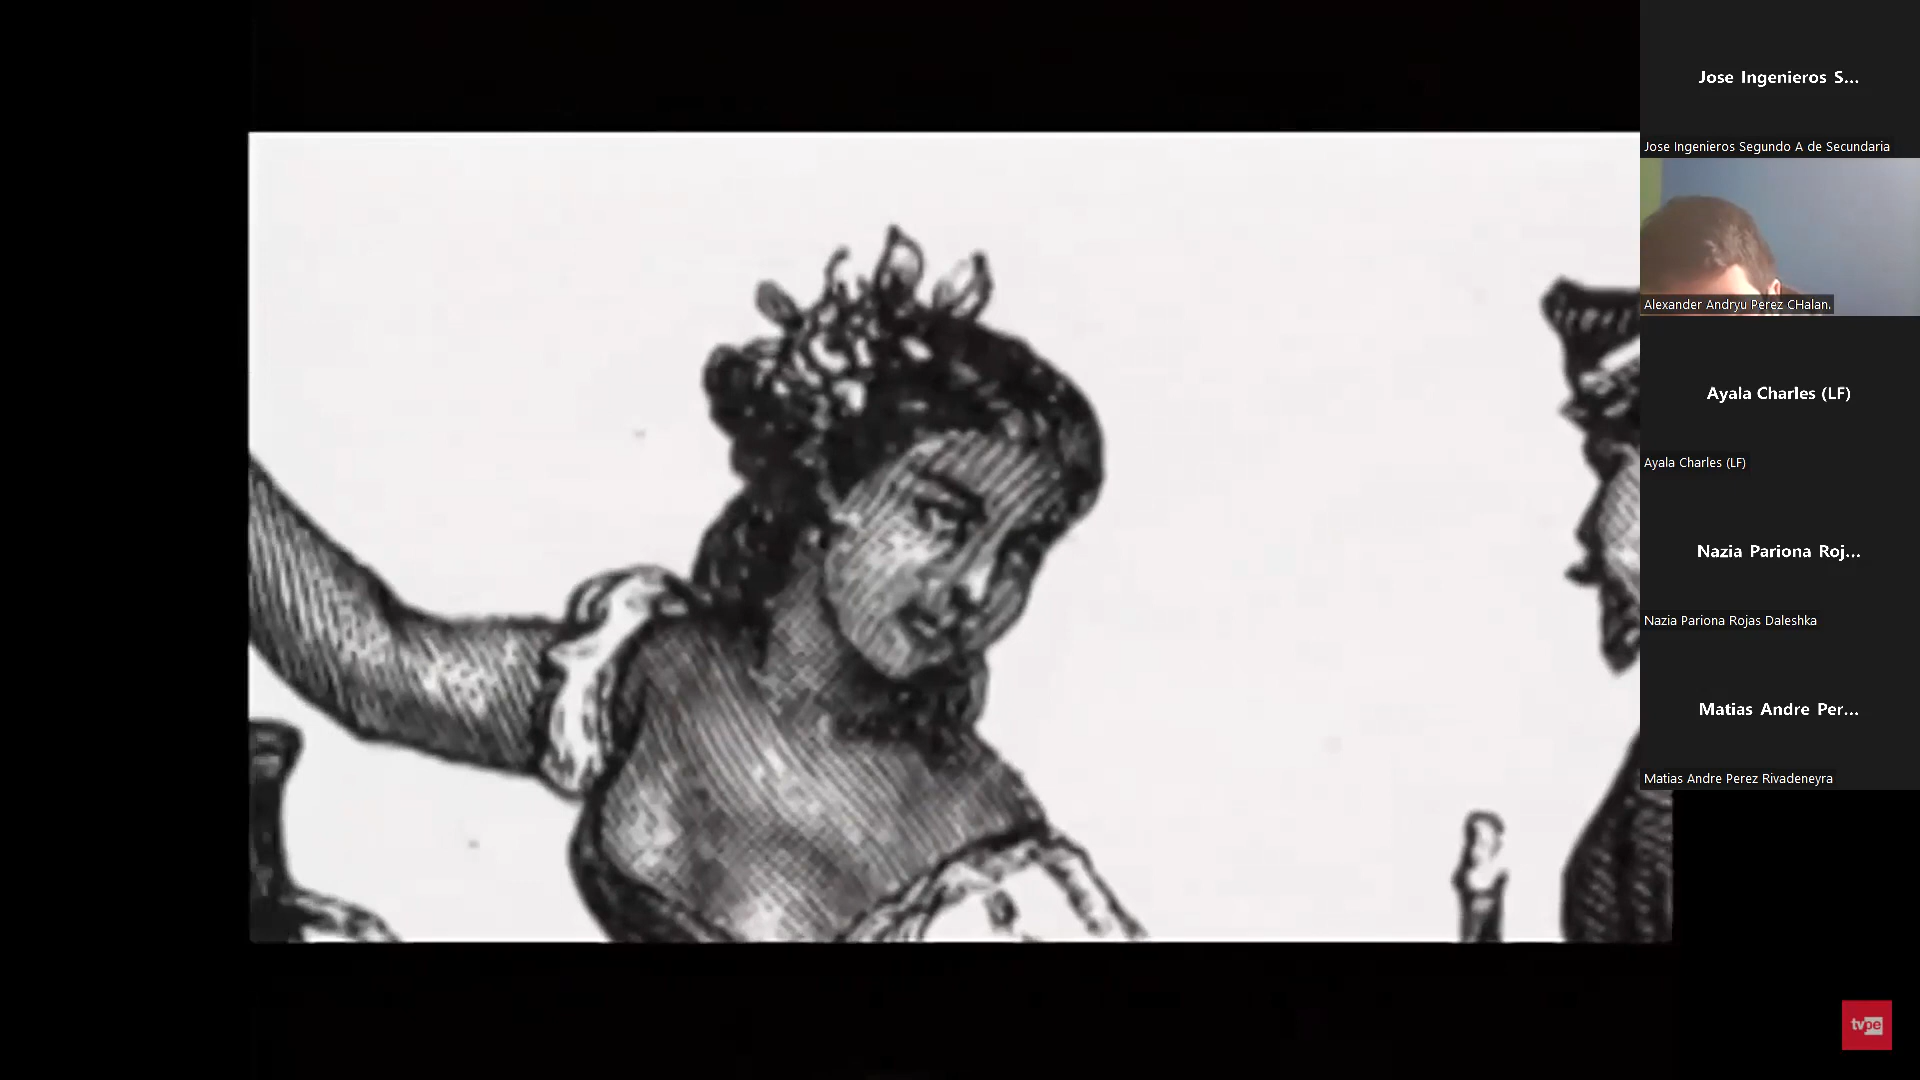 Jose Ingenieros S...
Jose Ingenieros Segundo A de Secundaria
Alexander Andryu Perez CHalan.
Ayala Charles (LF)
Ayala Charles (LF)
Nazia Pariona Roj...
Nazia Pariona Rojas Daleshka
Matias Andre Per...
Matias Andre Perez Rivadeneyra
tvpe